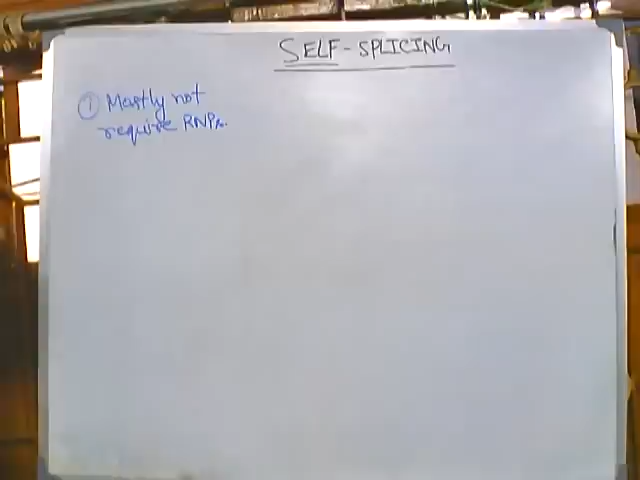 SELF-SPLICING
① Mostly not
require RNPs.